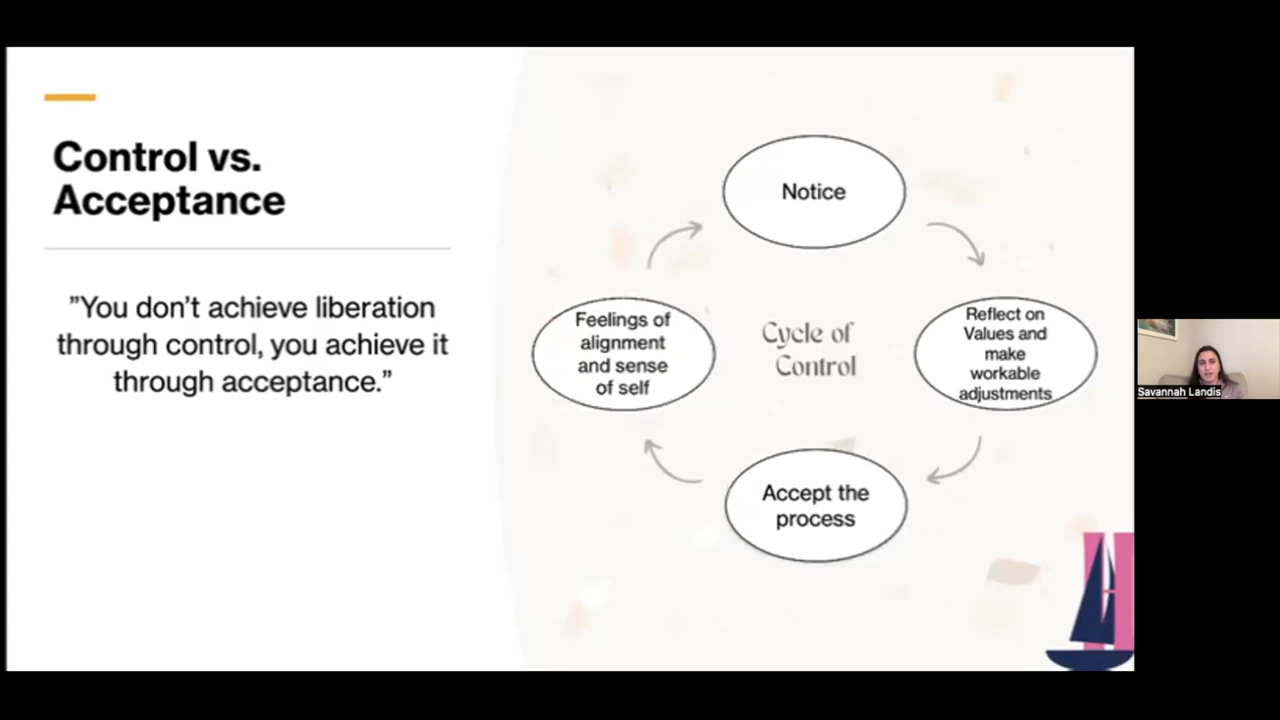 Control vs.
Acceptance
”You don’t achieve liberation
through control, you achieve it
through acceptance.”
Notice
Reflect on
Values and
make
workable
adjustments
Accept the
process
Feelings of
alignment
and sense
of self
Cycle of
Control
Savannah Landis